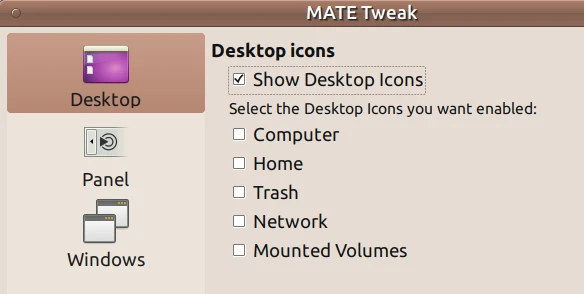 MATE Tweak
Desktop
Panel
Windows
Desktop icons
Show Desktop Icons
Select the Desktop Icons you want enabled:
Computer
Home
Trash
Network
Mounted Volumes